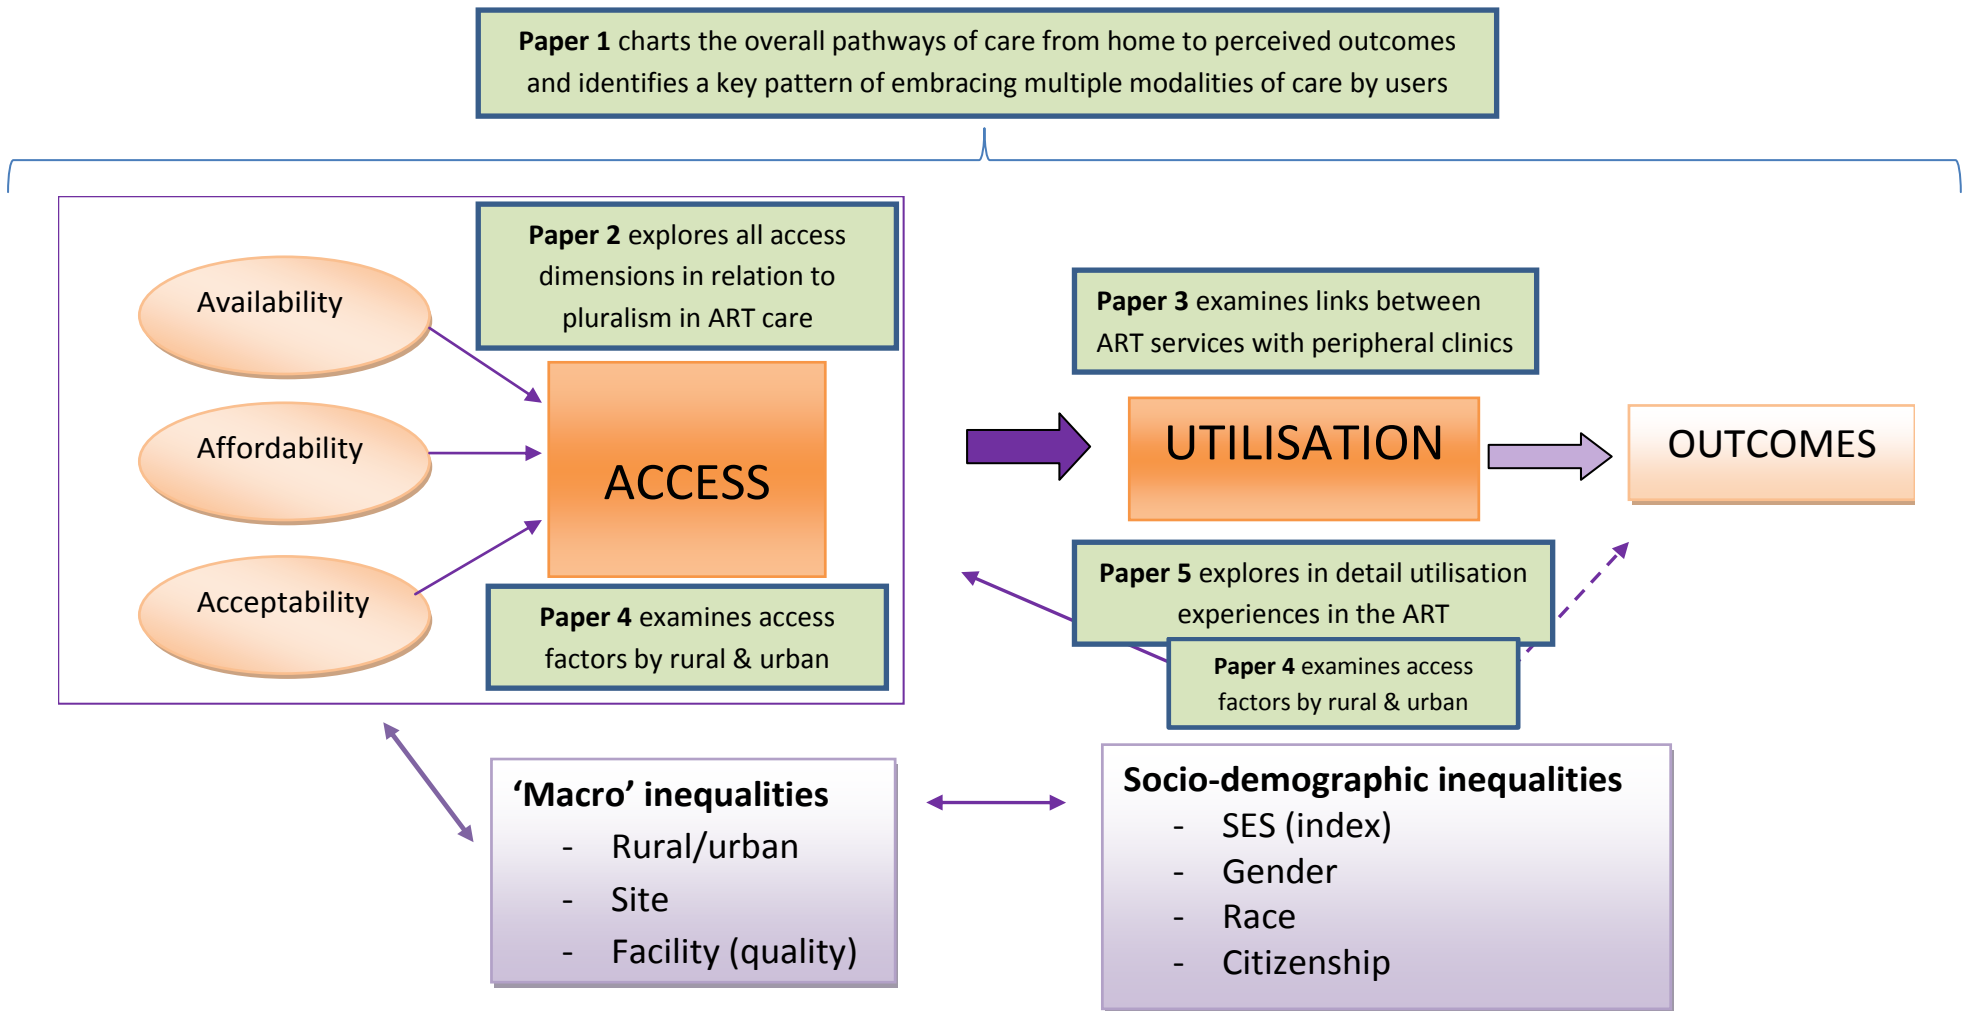 Paper 1 charts the overall pathways of care from home to perceived outcomes
and identifies a key pattern of embracing multiple modalities of care by users
Paper 2 explores all access
dimensions in relation to
pluralism in ART care
Availability
Affordability
Acceptability
ACCESS
Paper 4 examines access
factors by rural & urban
Paper 3 examines links between
ART services with peripheral clinics
UTILISATION
OUTCOMES
Paper 5 explores in detail utilisation
experiences in the ART
Paper 4 examines access
factors by rural & urban
‘Macro’ inequalities
- Rural/urban
- Site
- Facility (quality)
Socio-demographic inequalities
- SES (index)
- Gender
- Race
- Citizenship